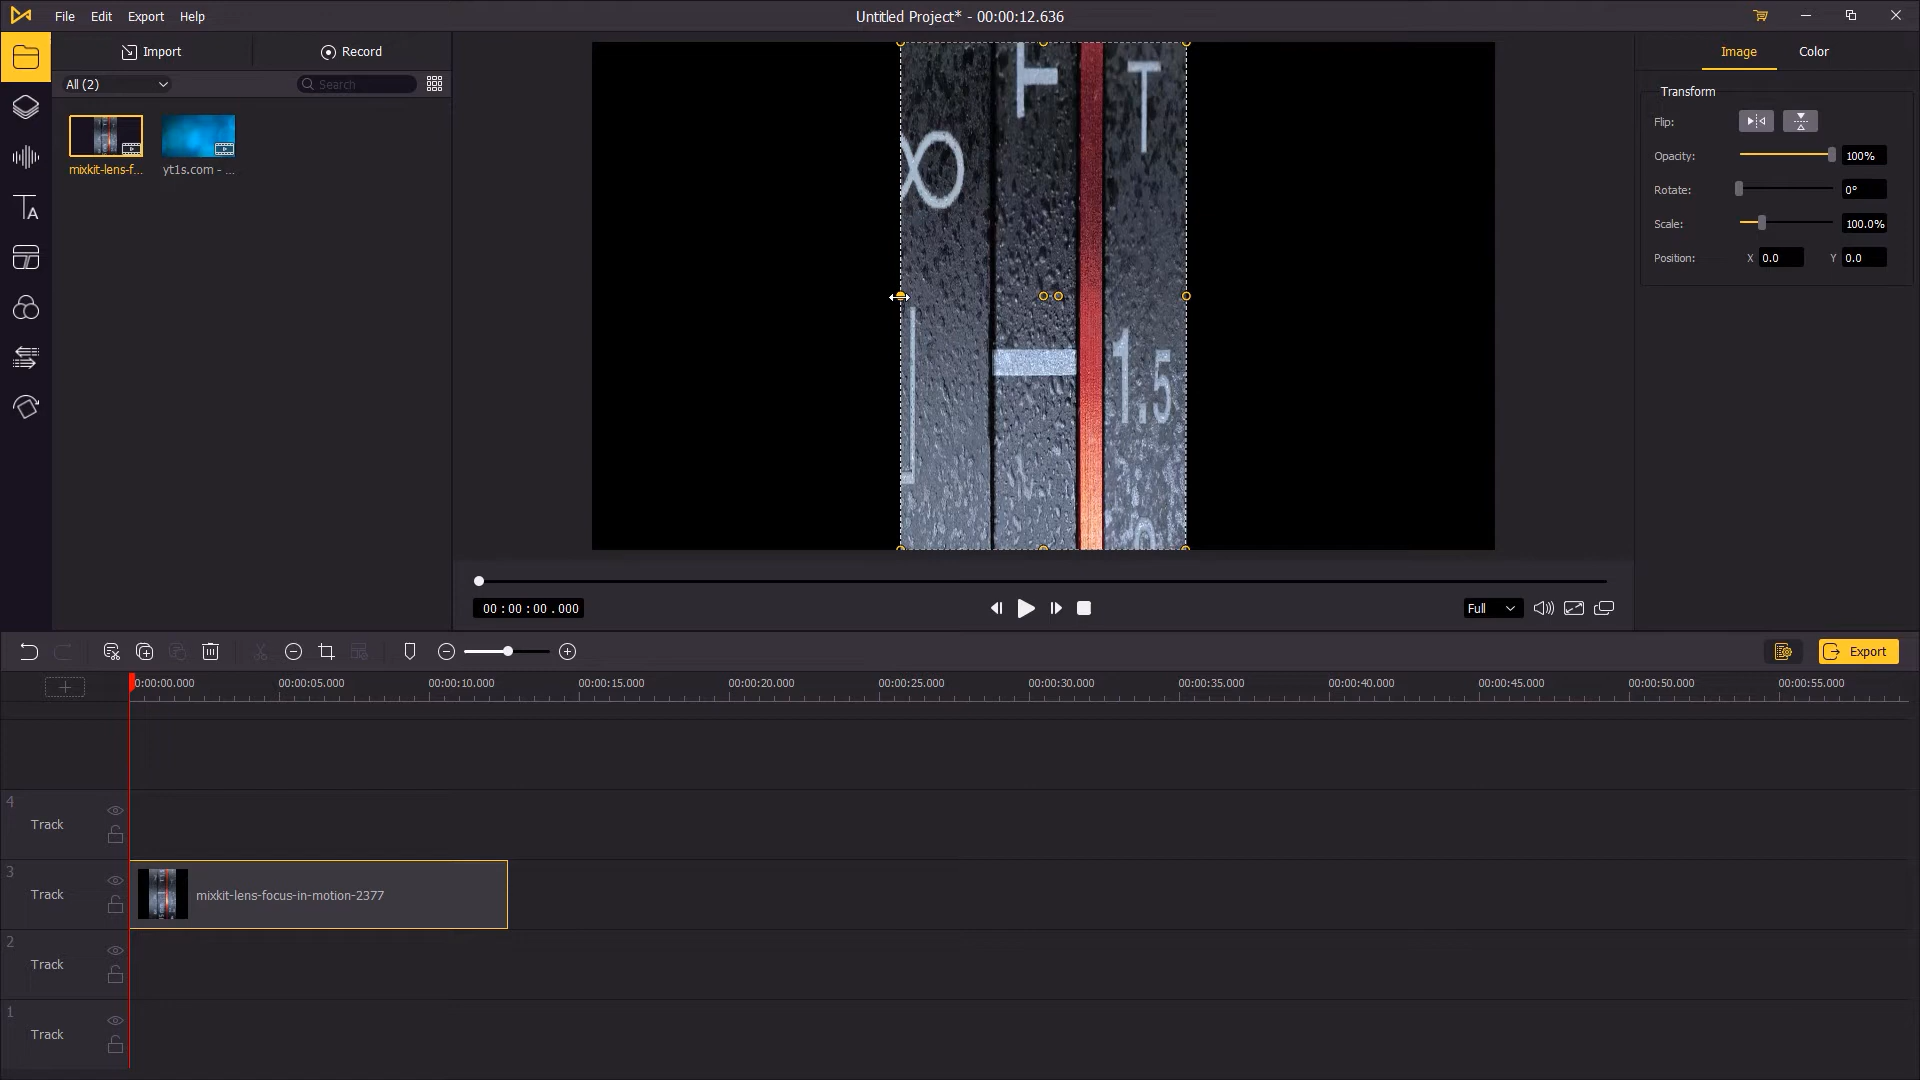 File Edit Export Help
Untitled Project* - 00:00:12.636
Import Record
Image Color
All (2) Search
Transform
mixkit-lens-f... yt1s.com - ...
Flip:
Opacity: 100%
Rotate: 0°
Scale: 100.0%
Position: X 0.0 Y 0.0
T
T
∞
1.5
00:00:00.000
Full
Export
0:00:00.000 00:00:05.000 00:00:10.000 00:00:15.000 00:00:20.000 00:00:25.000 00:00:30.000 00:00:35.000 00:00:40.000 00:00:45.000 00:00:50.000 00:00:55.000
4 Track
3 Track mixkit-lens-focus-in-motion-2377
2 Track
1 Track